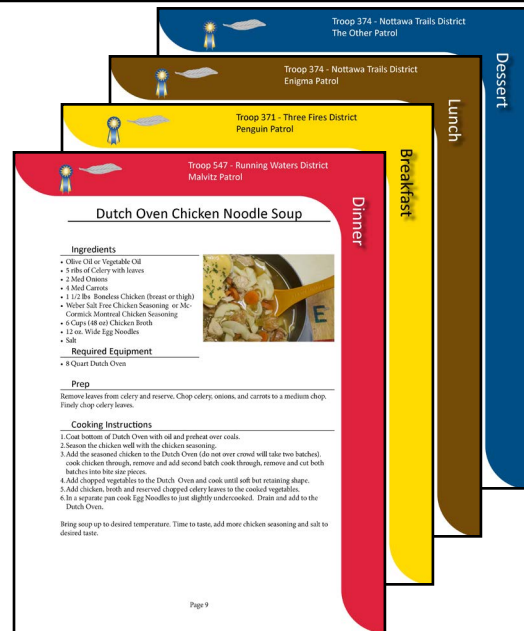 Troop 374 - Nottawa Trails District
The Other Patrol
Dessert
Troop 374 - Nottawa Trails District
Enigma Patrol
Lunch
Troop 371 - Three Fires District
Penguin Patrol
Breakfast
Troop 547 - Running Waters District
Malvitz Patrol
Dinner
Dutch Oven Chicken Noodle Soup
Ingredients
• Olive Oil or Vegetable Oil
• 5 ribs of Celery with leaves
• 2 Med Onions
• 4 Med Carrots
• 1 1/2 lbs Boneless Chicken (breast or thigh)
• Weber Salt Free Chicken Seasoning or Mc-
Cormick Montreal Chicken Seasoning
• 6 Cups (48 oz) Chicken Broth
• 12 oz. Wide Egg Noodles
• Salt
E
Required Equipment
• 8 Quart Dutch Oven
Prep
Remove leaves from celery and reserve. Chop celery, onions, and carrots to a medium chop.
Finely chop celery leaves.
Cooking Instructions
1. Coat bottom of Dutch Oven with oil and preheat over coals.
2. Season the chicken well with the chicken seasoning.
3. Add the seasoned chicken to the Dutch Oven (do not over crowd will take two batches).
cook chicken through, remove and add second batch cook through, remove and cut both
batches into bite size pieces.
4. Add chopped vegetables to the Dutch Oven and cook until soft but retaining shape.
5. Add chicken, broth and reserved chopped celery leaves to the cooked vegetables.
6. In a separate pan cook Egg Noodles to just slightly undercooked. Drain and add to the
Dutch Oven.
Bring soup up to desired temperature. Time to taste, add more chicken seasoning and salt to
desired taste.
Page 9